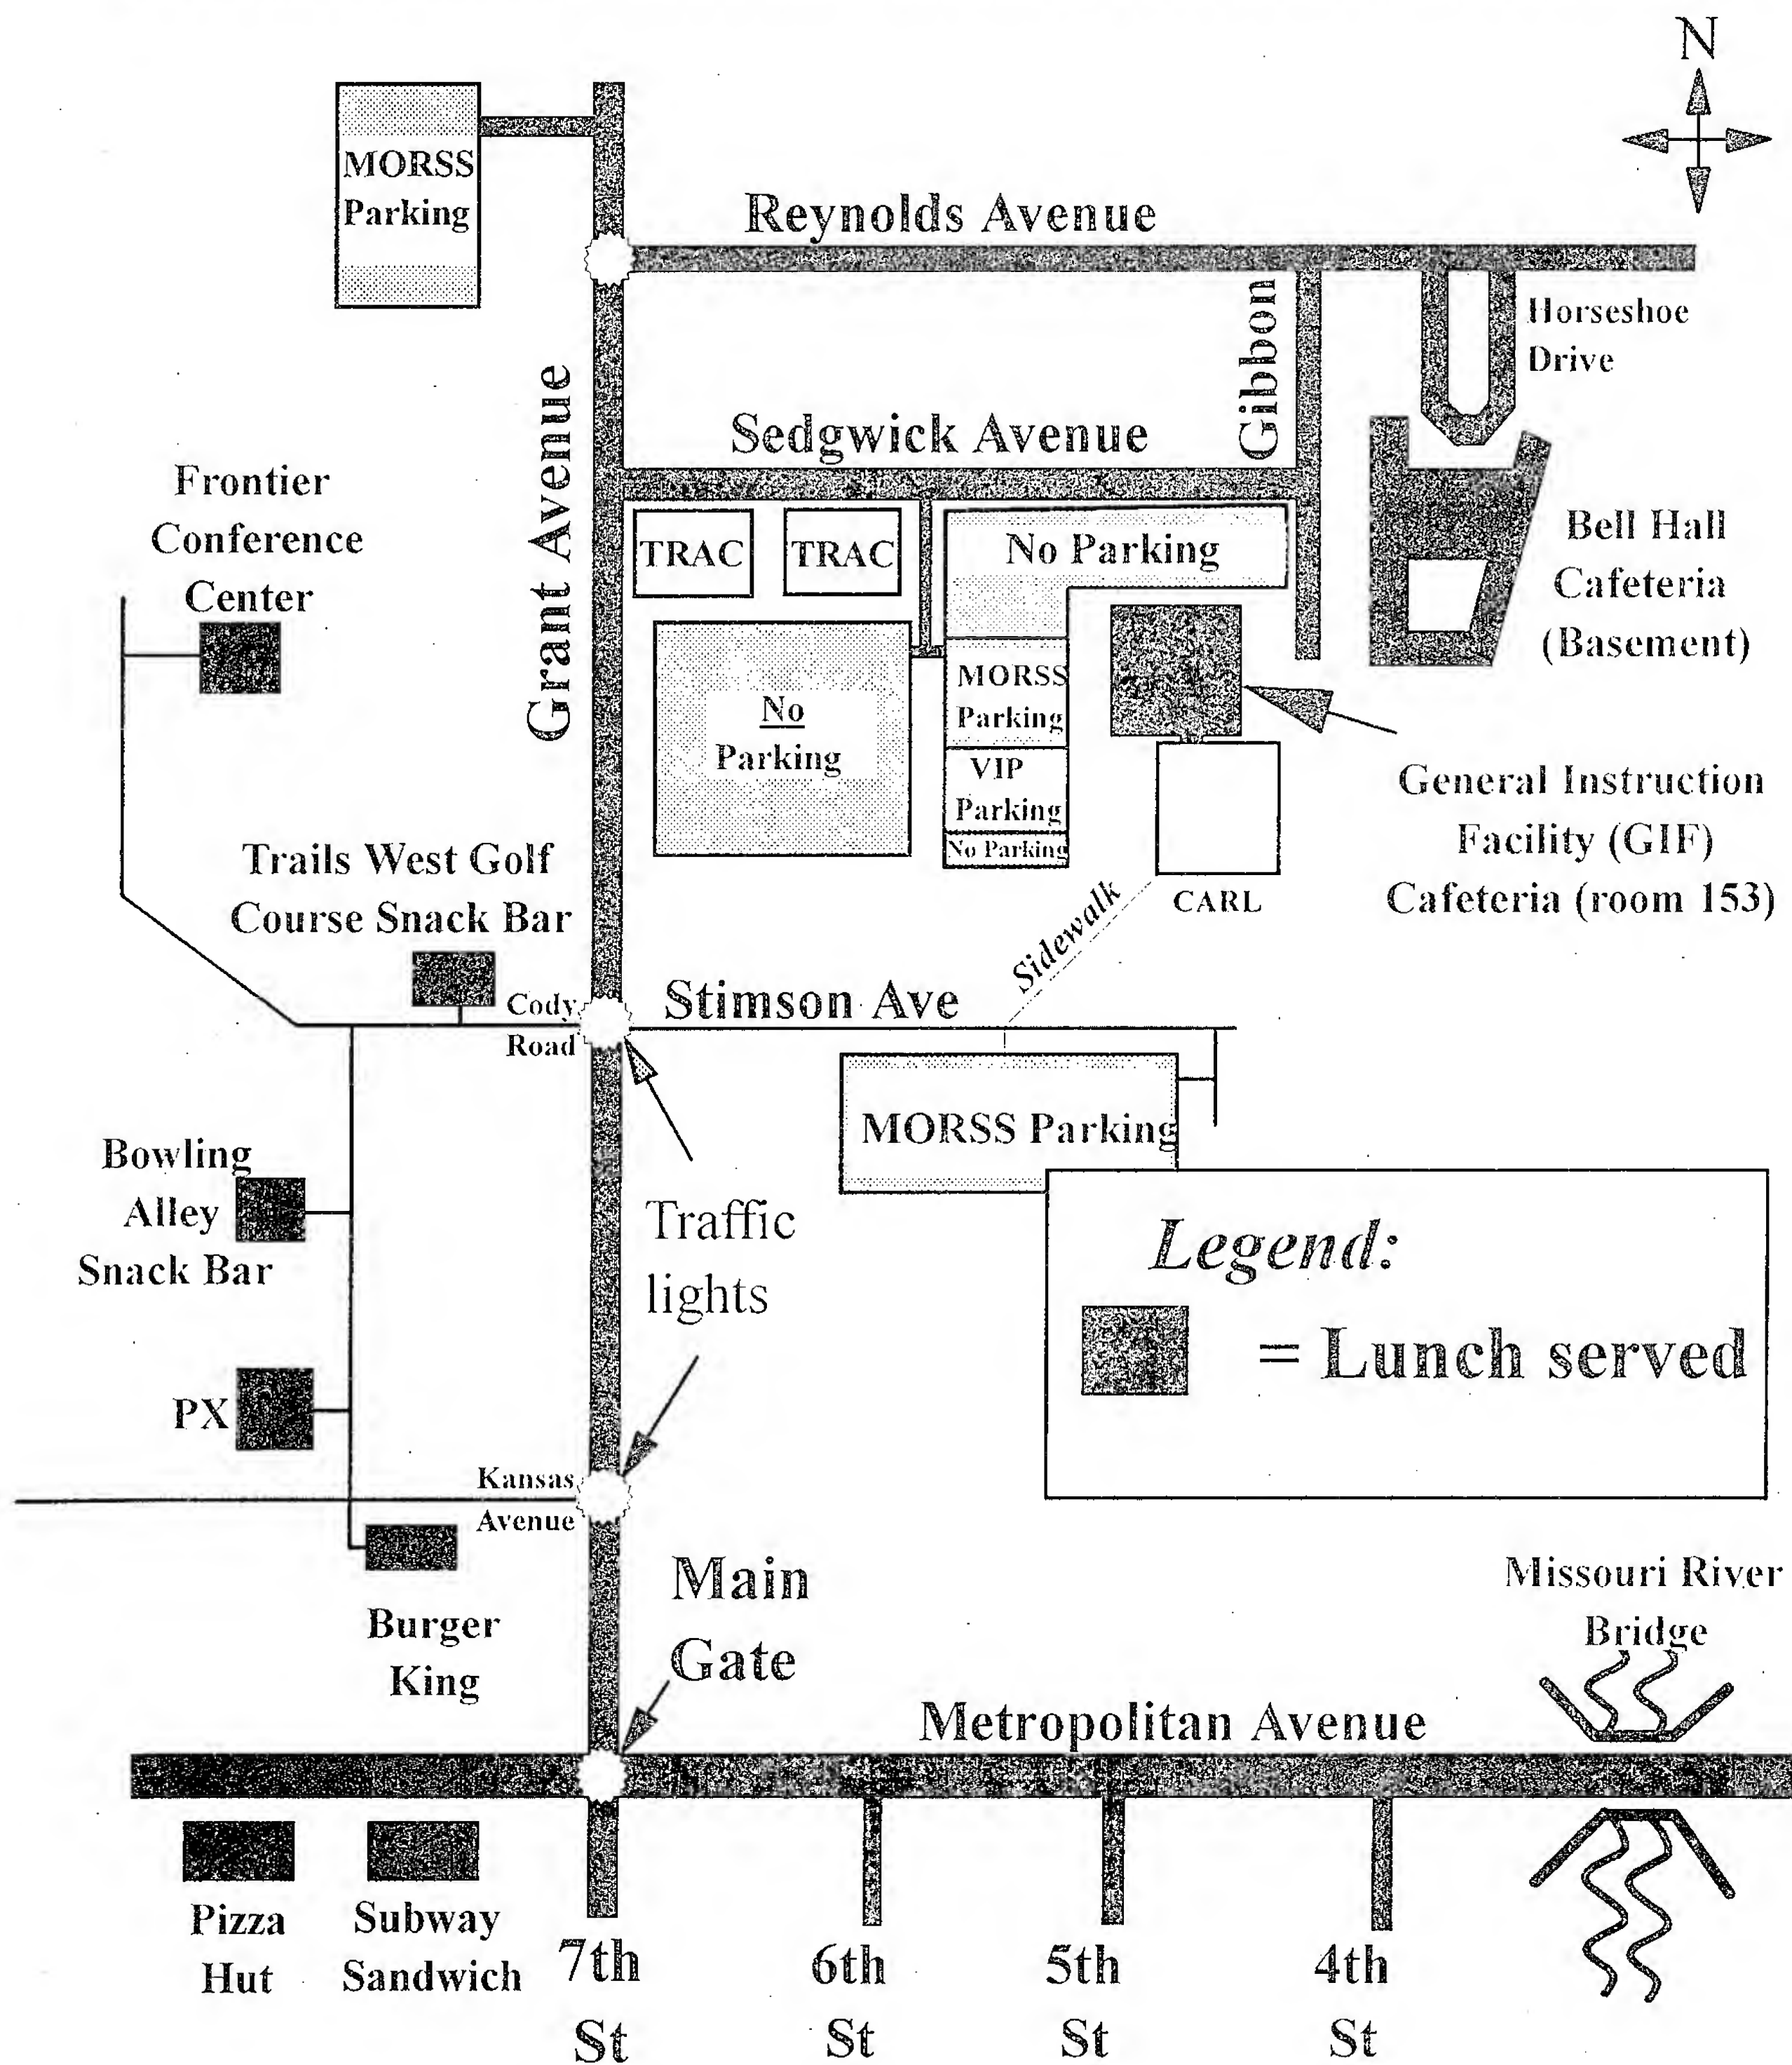 N
MORSS
Parking
Reynolds Avenue
Horseshoe
Drive
Gibbon
Grant Avenue
Sedgwick Avenue
Frontier
Conference
Center
TRAC
TRAC
No Parking
Bell Hall
Cafeteria
(Basement)
MORSS
Parking
No
Parking
VIP
Parking
No Parking
General Instruction
Facility (GIF)
Cafeteria (room 153)
CARL
Trails West Golf
Course Snack Bar
Sidewalk
Cody
Road
Stimson Ave
MORSS Parking
Bowling
Alley
Snack Bar
Traffic
lights
Legend:
= Lunch served
PX
Kansas
Avenue
Main
Gate
Missouri River
Bridge
Burger
King
Metropolitan Avenue
Pizza
Hut
Subway
Sandwich
7th
St
6th
St
5th
St
4th
St